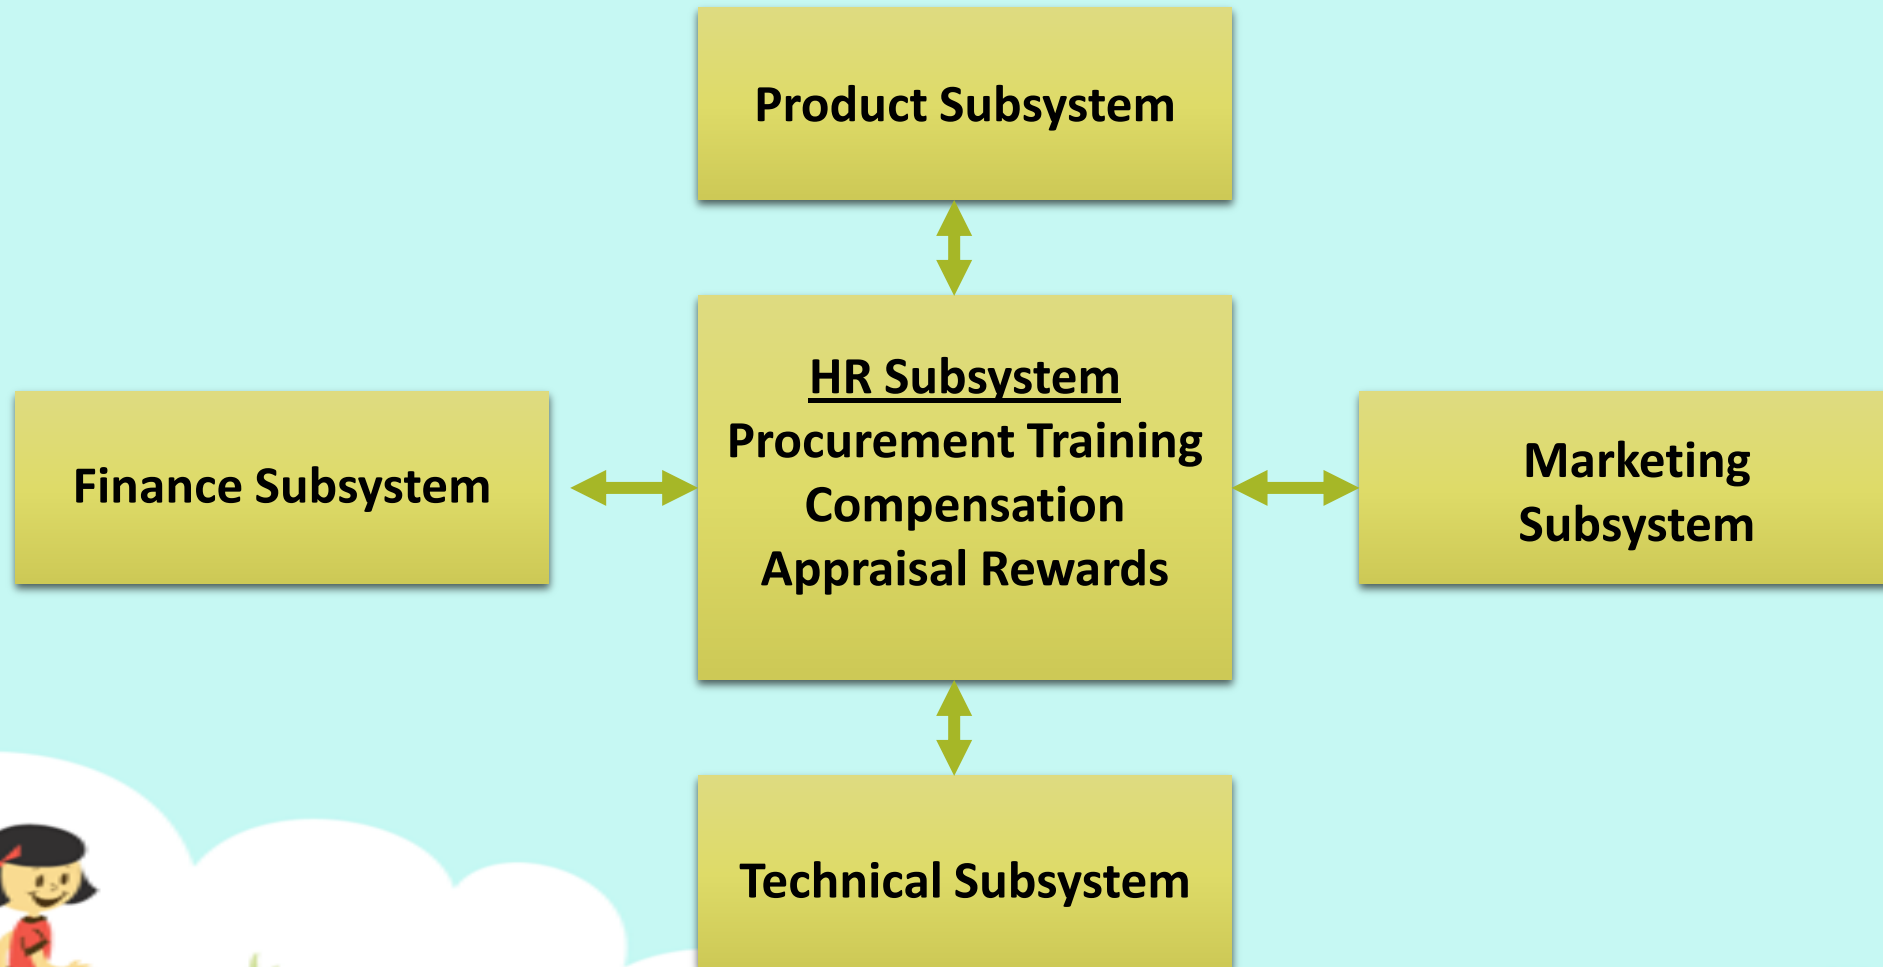 Product Subsystem
HR Subsystem
Procurement Training
Compensation
Appraisal Rewards
Finance Subsystem
Marketing
Subsystem
Technical Subsystem